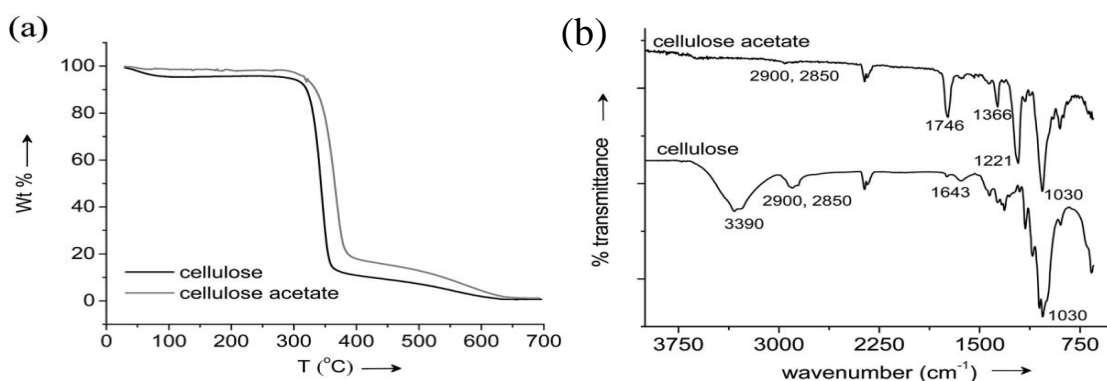 (a)
100
80
60
40
20
0
Wt %
cellulose
cellulose acetate
0 100 200 300 400 500 600 700
T (°C)
(b)
cellulose acetate
2900, 2850
1746
1366
1221
1030
cellulose
3390
2900, 2850
1643
1030
% transmittance
3750 3000 2250 1500 750
wavenumber (cm⁻¹)